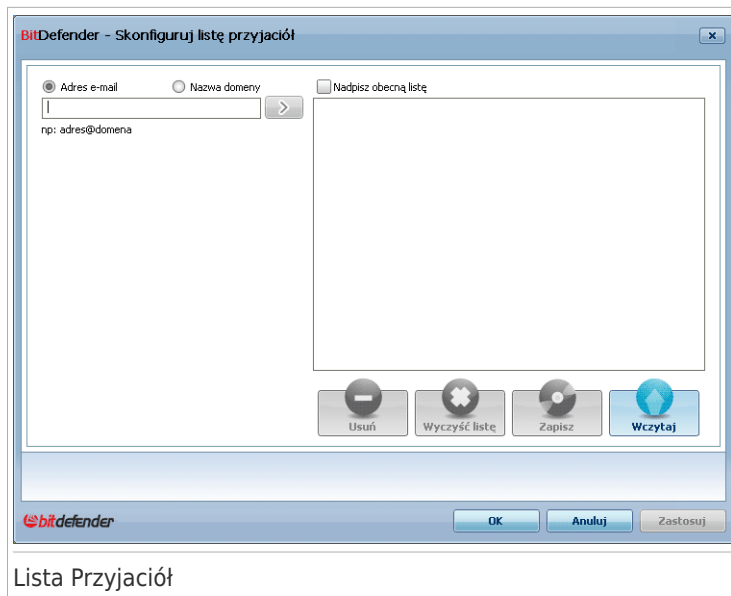 BitDefender - Skonfiguruj listę przyjaciół
Adres e-mail
Nazwa domeny
Nadpisz obecną listę
np: adres@domena
Usuń
Wyczyść listę
Zapisz
Wczytaj
bitdefender
OK
Anuluj
Zastosuj
Lista Przyjaciół